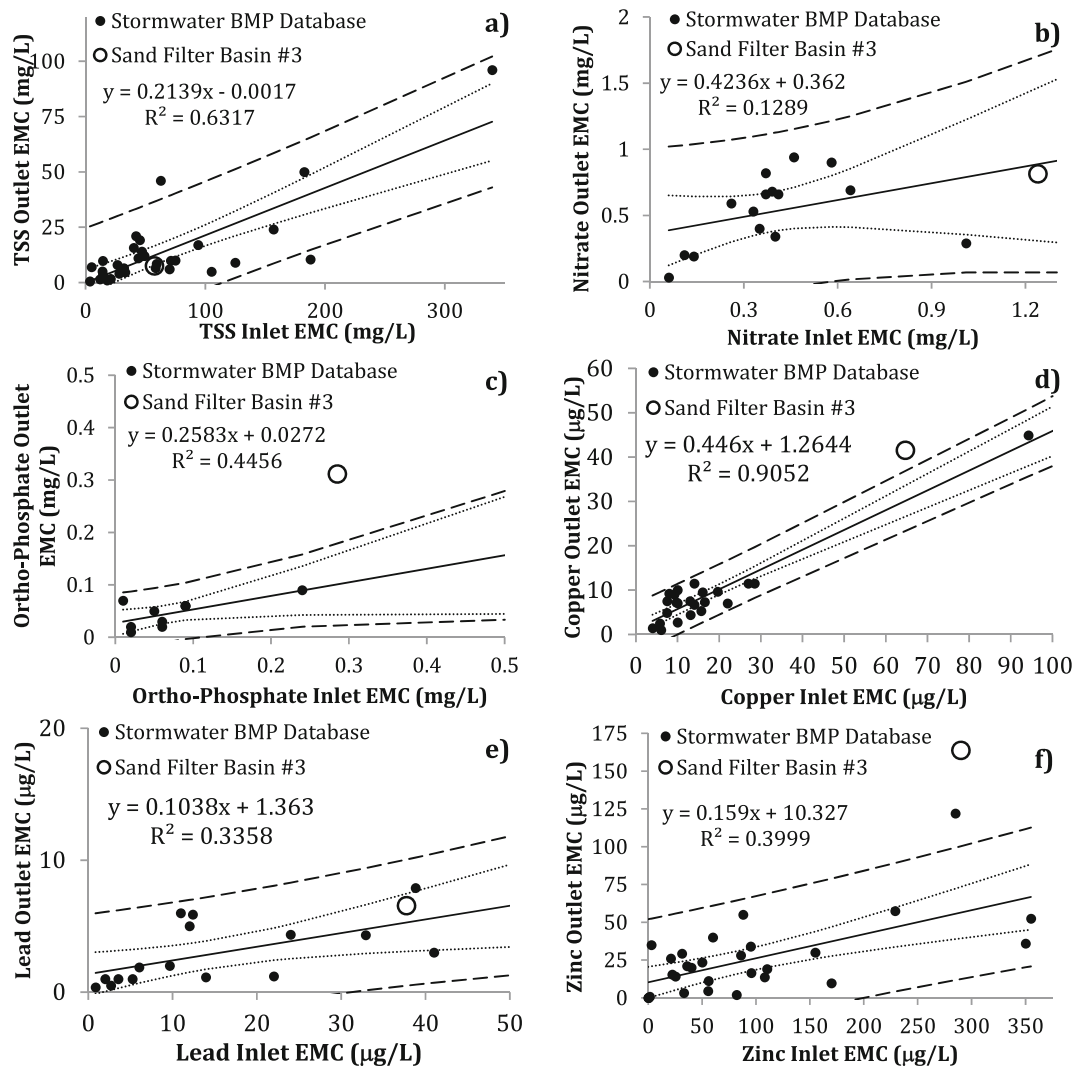 ● Stormwater BMP Database
○ Sand Filter Basin #3
a)
y = 0.2139x - 0.0017
R² = 0.6317
TSS Outlet EMC (mg/L)
100
75
50
25
0
0 100 200 300
TSS Inlet EMC (mg/L)
● Stormwater BMP Database
○ Sand Filter Basin #3
b)
y = 0.4236x + 0.362
R² = 0.1289
Nitrate Outlet EMC (mg/L)
2
1.5
1
0.5
0
0 0.3 0.6 0.9 1.2
Nitrate Inlet EMC (mg/L)
● Stormwater BMP Database
○ Sand Filter Basin #3
c)
y = 0.2583x + 0.0272
R² = 0.4456
Ortho-Phosphate Outlet
EMC (mg/L)
0.5
0.4
0.3
0.2
0.1
0
0 0.1 0.2 0.3 0.4 0.5
Ortho-Phosphate Inlet EMC (mg/L)
● Stormwater BMP Database
○ Sand Filter Basin #3
d)
y = 0.446x + 1.2644
R² = 0.9052
Copper Outlet EMC (μg/L)
60
50
40
30
20
10
0
0 10 20 30 40 50 60 70 80 90 100
Copper Inlet EMC (μg/L)
● Stormwater BMP Database
○ Sand Filter Basin #3
e)
y = 0.1038x + 1.363
R² = 0.3358
Lead Outlet EMC (μg/L)
20
10
0
0 10 20 30 40 50
Lead Inlet EMC (μg/L)
● Stormwater BMP Database
○ Sand Filter Basin #3
f)
y = 0.159x + 10.327
R² = 0.3999
Zinc Outlet EMC (μg/L)
175
150
125
100
75
50
25
0
0 50 100 150 200 250 300 350
Zinc Inlet EMC (μg/L)